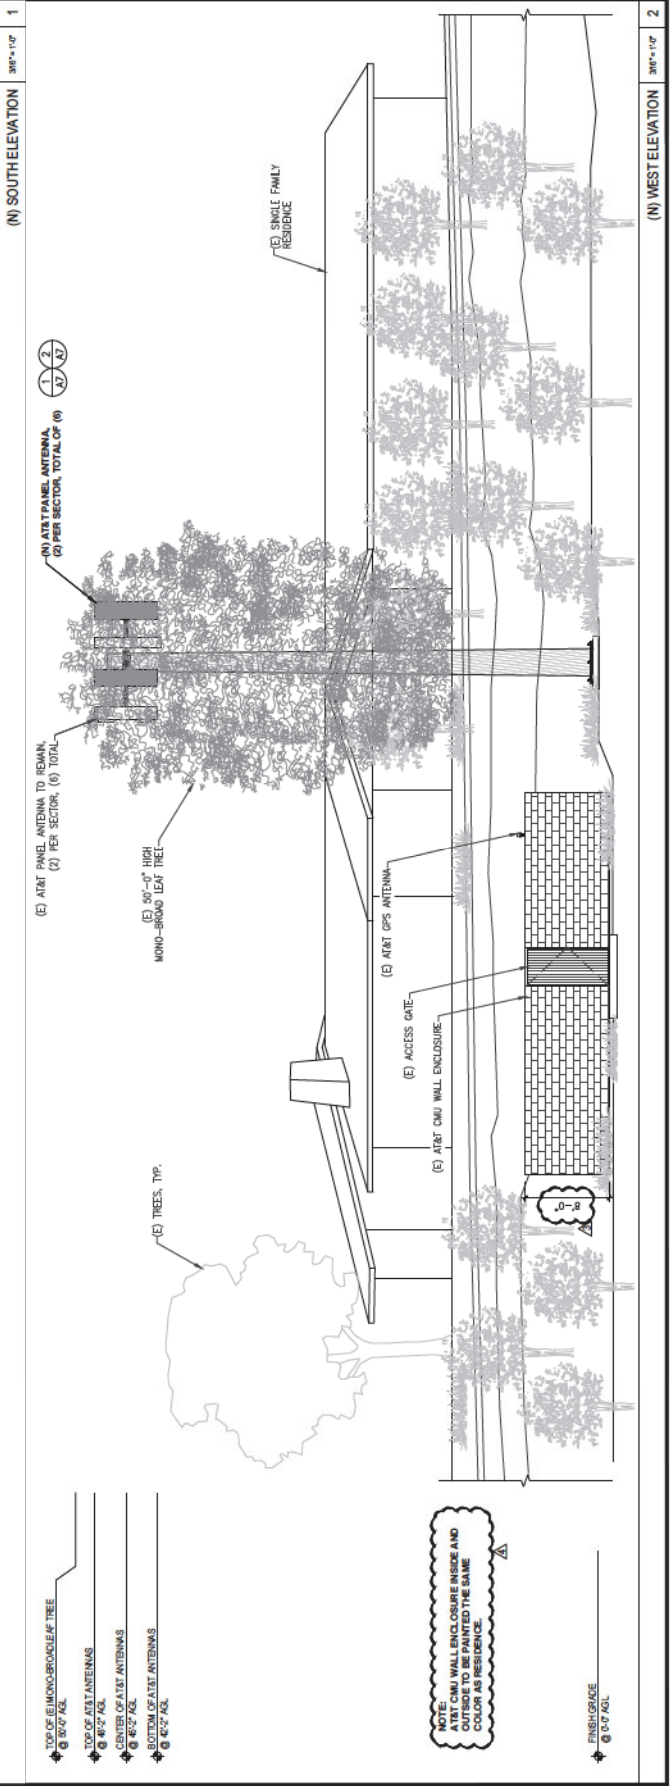 (N) SOUTH ELEVATION
3/16" = 1'-0"
1
TOP OF (E) MONO-BROADLEAF TREE
@ 50'-0" AGL
TOP OF AT&T ANTENNAS
@ 48'-2" AGL
CENTER OF AT&T ANTENNAS
@ 45'-2" AGL
BOTTOM OF AT&T ANTENNAS
@ 42'-2" AGL
(E) AT&T PANEL ANTENNA TO REMAIN,
(2) PER SECTOR, (6) TOTAL
(N) AT&T PANEL ANTENNA,
(2) PER SECTOR, TOTAL OF (6)
1
A7
2
A7
(E) 50'-0" HIGH
MONO-BROAD LEAF TREE
(E) TREES, TYP.
(E) SINGLE FAMILY
RESIDENCE
(E) AT&T GPS ANTENNA
(E) ACCESS GATE
(E) AT&T CMU WALL ENCLOSURE
NOTE:
AT&T CMU WALL ENCLOSURE INSIDE AND
OUTSIDE TO BE PAINTED THE SAME
COLOR AS RESIDENCE.
4
8'-0"
3
FINISH GRADE
@ 0'-0" AGL
(N) WEST ELEVATION
3/16" = 1'-0"
2